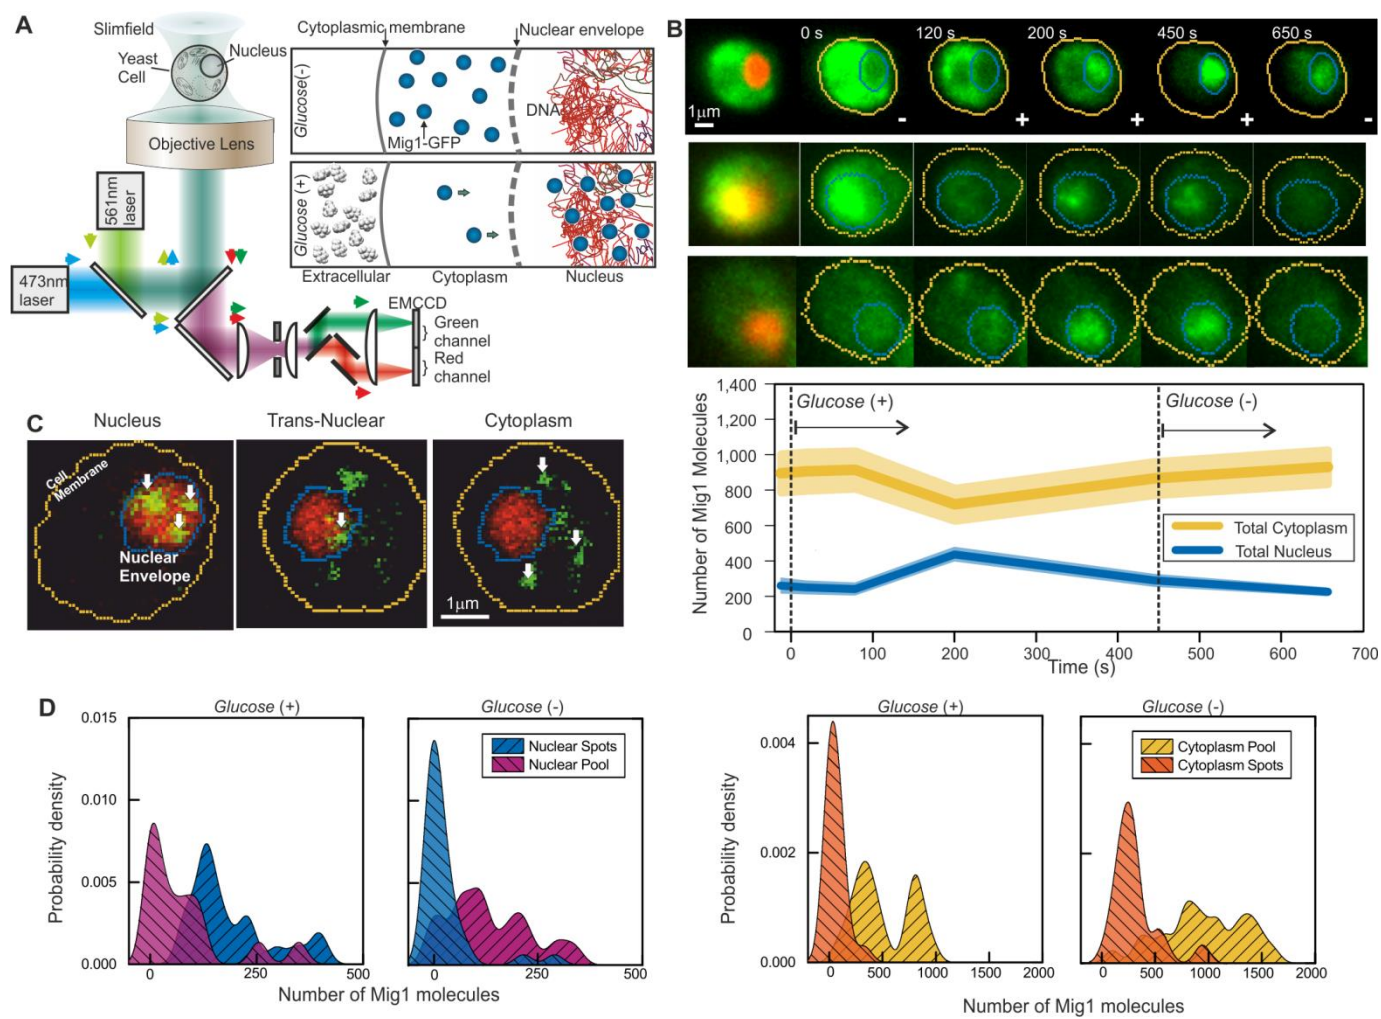 A
Slimfield
Yeast
Cell
Nucleus
Objective Lens
561nm
laser
473nm
laser
EMCCD
Green
channel
Red
channel
Cytoplasmic membrane
Nuclear envelope
Glucose(-)
Mig1-GFP
DNA
Glucose (+)
Extracellular
Cytoplasm
Nucleus
B
0 s
120 s
200 s
450 s
650 s
1μm
-
+
+
+
-
1,400
1,200
1,000
800
600
400
200
0
Number of Mig1 Molecules
Glucose (+)
Glucose (-)
Total Cytoplasm
Total Nucleus
0
100
200
300
400
500
600
700
Time (s)
C
Nucleus
Trans-Nuclear
Cytoplasm
Cell
Membrane
Nuclear
Envelope
1μm
D
Glucose (+)
Glucose (-)
0.015
0.010
0.005
0.000
Probability density
Nuclear Spots
Nuclear Pool
0
250
500
0
250
500
Number of Mig1 molecules
Glucose (+)
Glucose (-)
0.004
0.002
0.000
Probability density
Cytoplasm Pool
Cytoplasm Spots
0
500
1000
1500
2000
0
500
1000
1500
2000
Number of Mig1 molecules